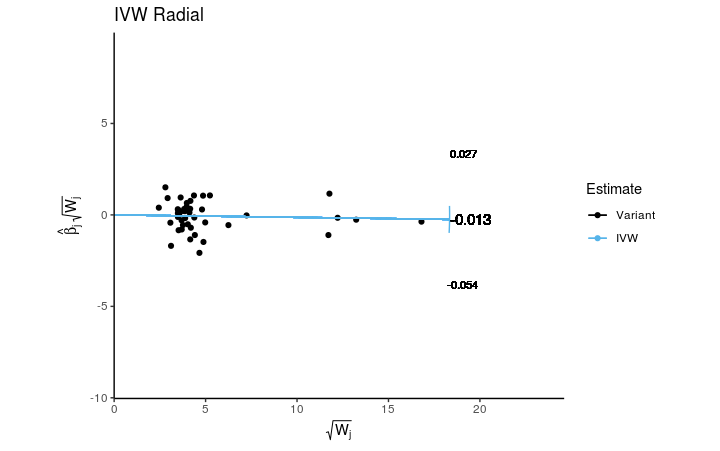 IVW Radial
5
0
-5
-10
0
5
10
15
20
β̂j√Wj
√Wj
0.027
-0.013
-0.054
Estimate
Variant
IVW